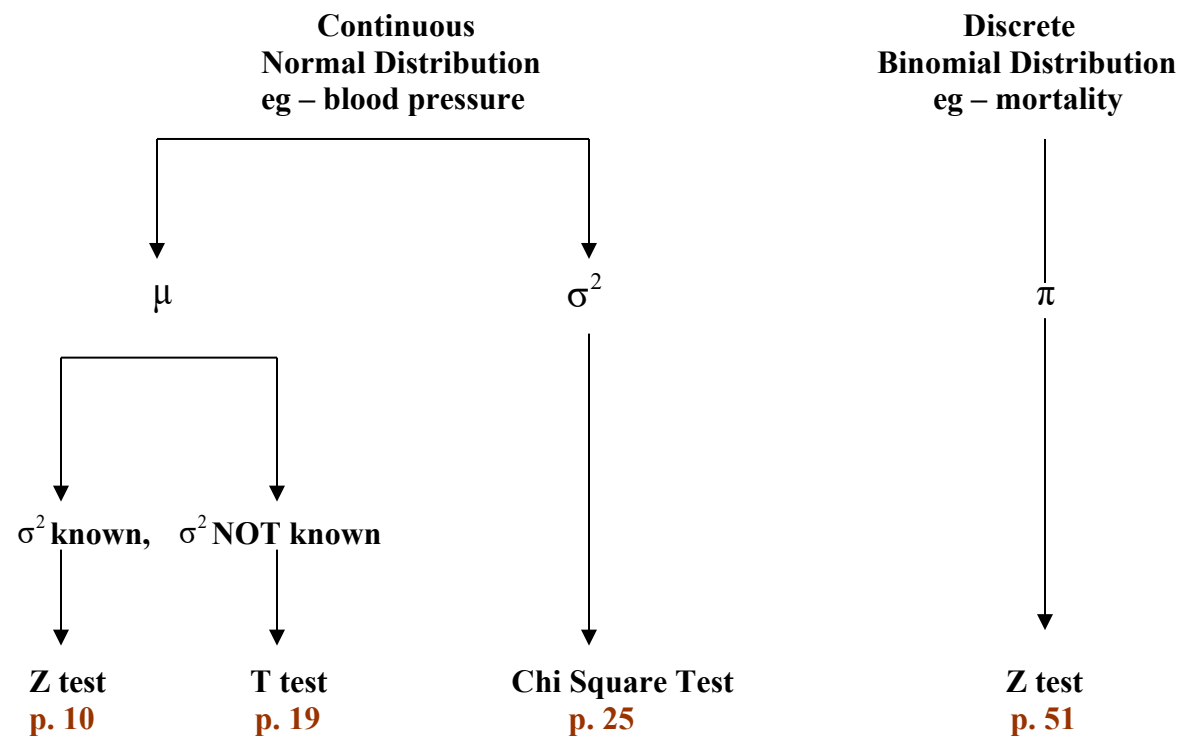 Continuous
Normal Distribution
eg – blood pressure
Discrete
Binomial Distribution
eg – mortality
μ
σ²
π
σ² known,
σ² NOT known
Z test
p. 10
T test
p. 19
Chi Square Test
p. 25
Z test
p. 51